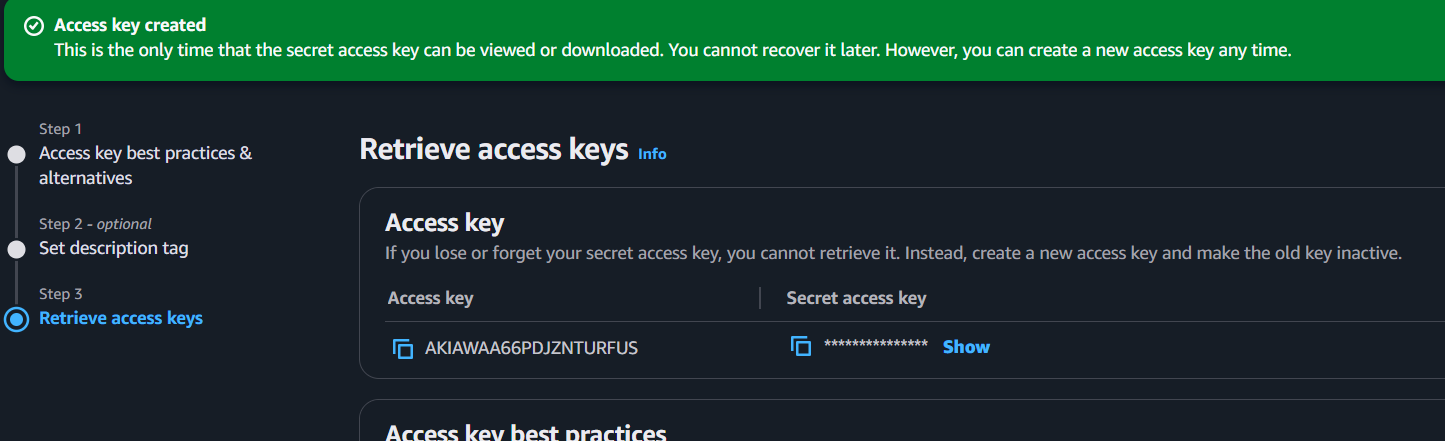 Access key created
This is the only time that the secret access key can be viewed or downloaded. You cannot recover it later. However, you can create a new access key any time.
Step 1
Access key best practices &
alternatives
Step 2 - optional
Set description tag
Step 3
Retrieve access keys
Retrieve access keys Info
Access key
If you lose or forget your secret access key, you cannot retrieve it. Instead, create a new access key and make the old key inactive.
Access key Secret access key
AKIAWAA66PDJZNTURFUS *************** Show
Access key best practices